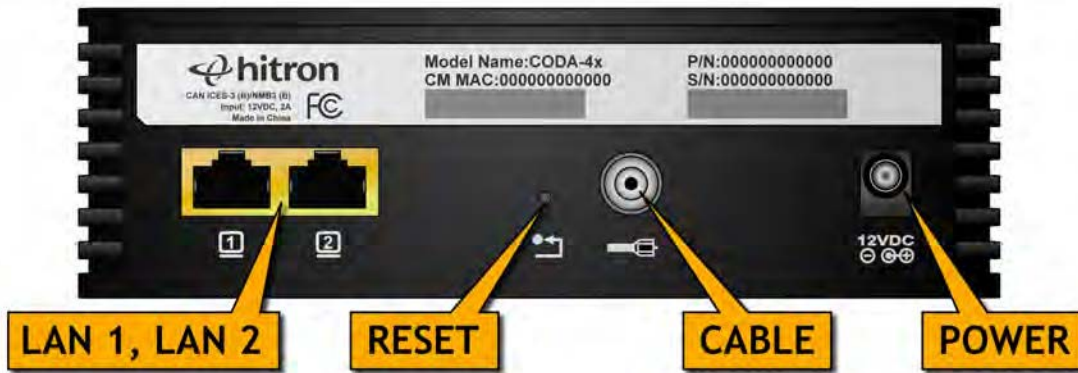 hitron
CAN ICES-3 (B)/NMB3 (B)
Input: 12VDC, 2A
Made in China
FC
Model Name:CODA-4x
CM MAC:000000000000
P/N:000000000000
S/N:000000000000
1
2
12VDC
LAN 1, LAN 2
RESET
CABLE
POWER